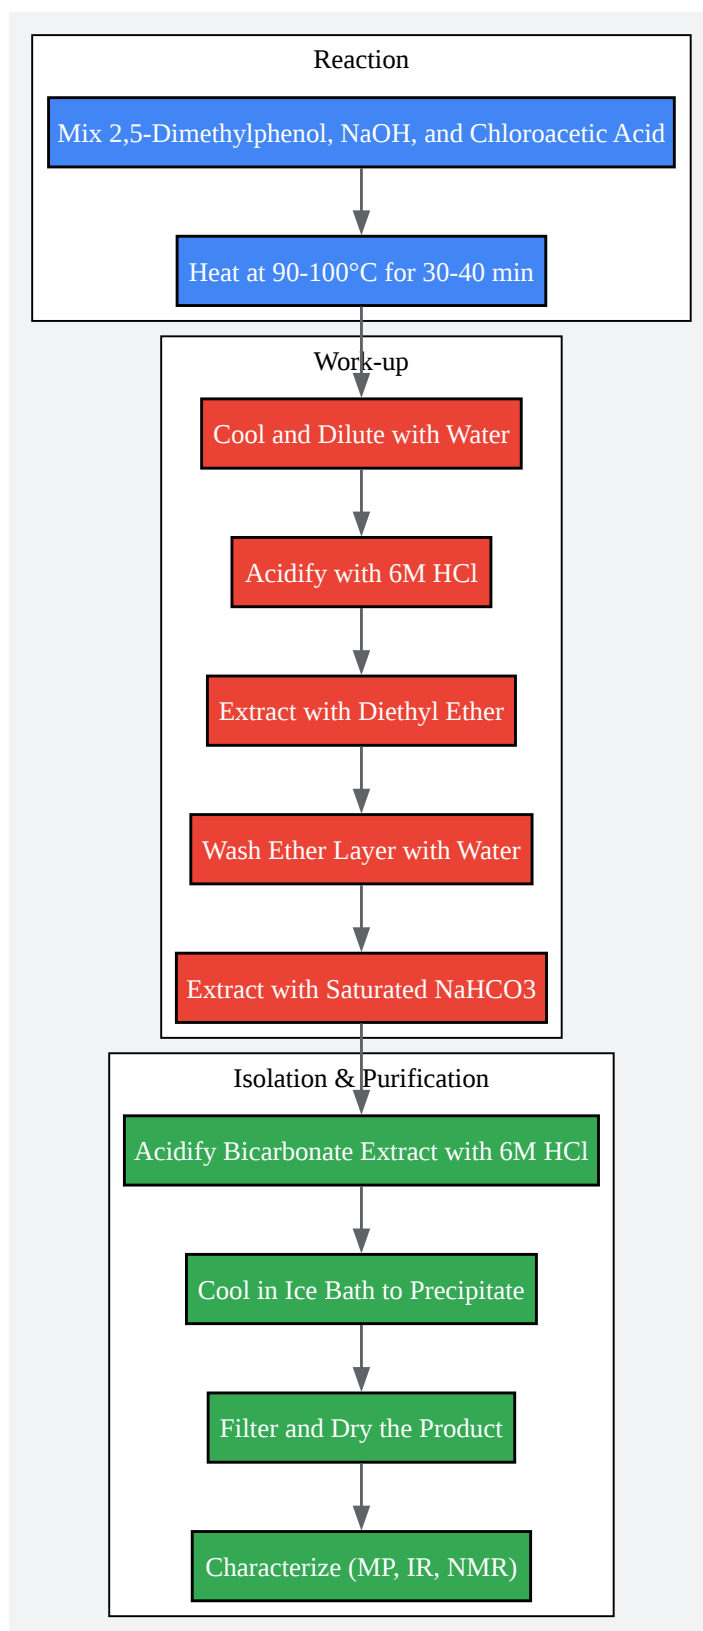 Reaction
Mix 2,5-Dimethylphenol, NaOH, and Chloroacetic Acid
Heat at 90-100°C for 30-40 min
Work-up
Cool and Dilute with Water
Acidify with 6M HCl
Extract with Diethyl Ether
Wash Ether Layer with Water
Extract with Saturated NaHCO3
Isolation & Purification
Acidify Bicarbonate Extract with 6M HCl
Cool in Ice Bath to Precipitate
Filter and Dry the Product
Characterize (MP, IR, NMR)